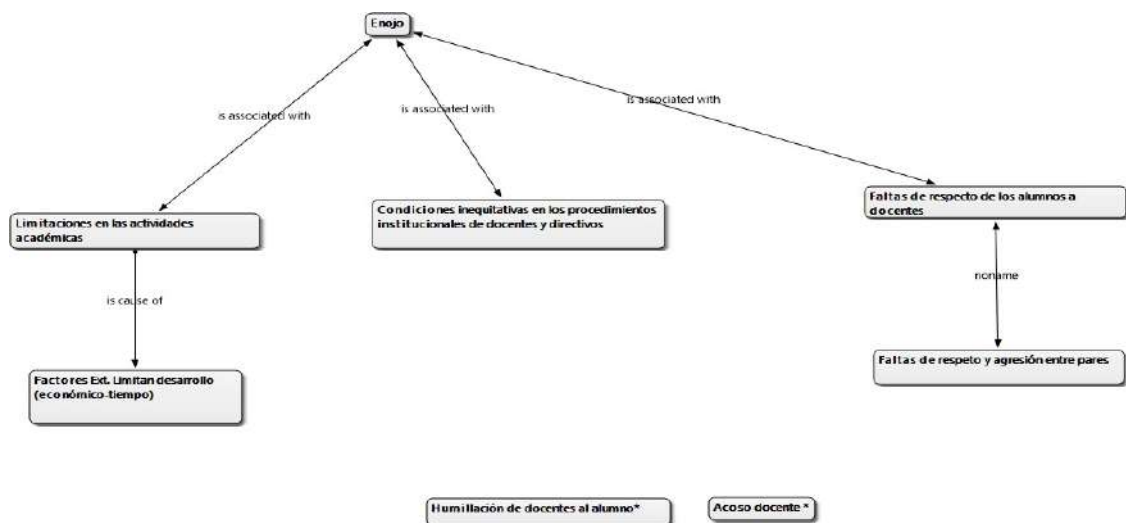 Enojo
is associated with
is associated with
is associated with
Limitaciones en las actividades
académicas
Condiciones inequitativas en los procedimientos
institucionales de docentes y directivos
Faltas de respecto de los alumnos a
docentes
is cause of
noname
Factores Ext. Limitan desarrollo
(económico-tiempo)
Faltas de respeto y agresión entre pares
Humillación de docentes al alumno*
Acoso docente *